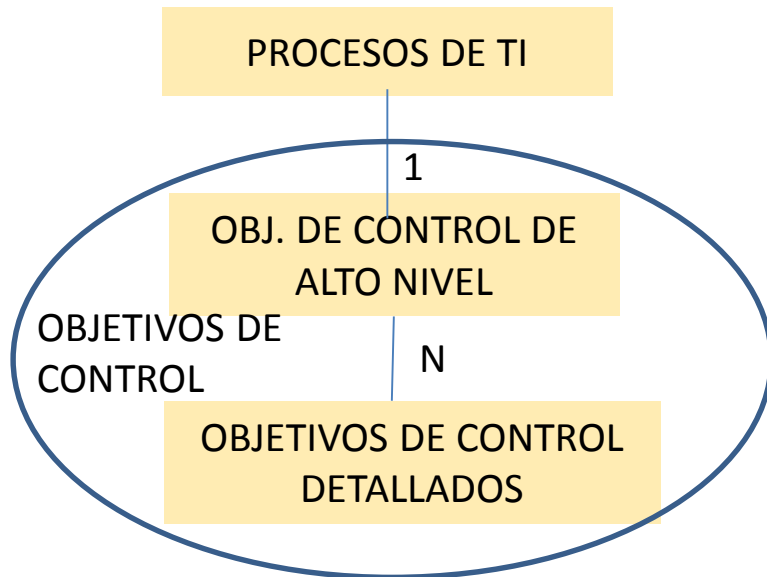 PROCESOS DE TI
1
OBJ. DE CONTROL DE
ALTO NIVEL
OBJETIVOS DE
CONTROL
N
OBJETIVOS DE CONTROL
DETALLADOS